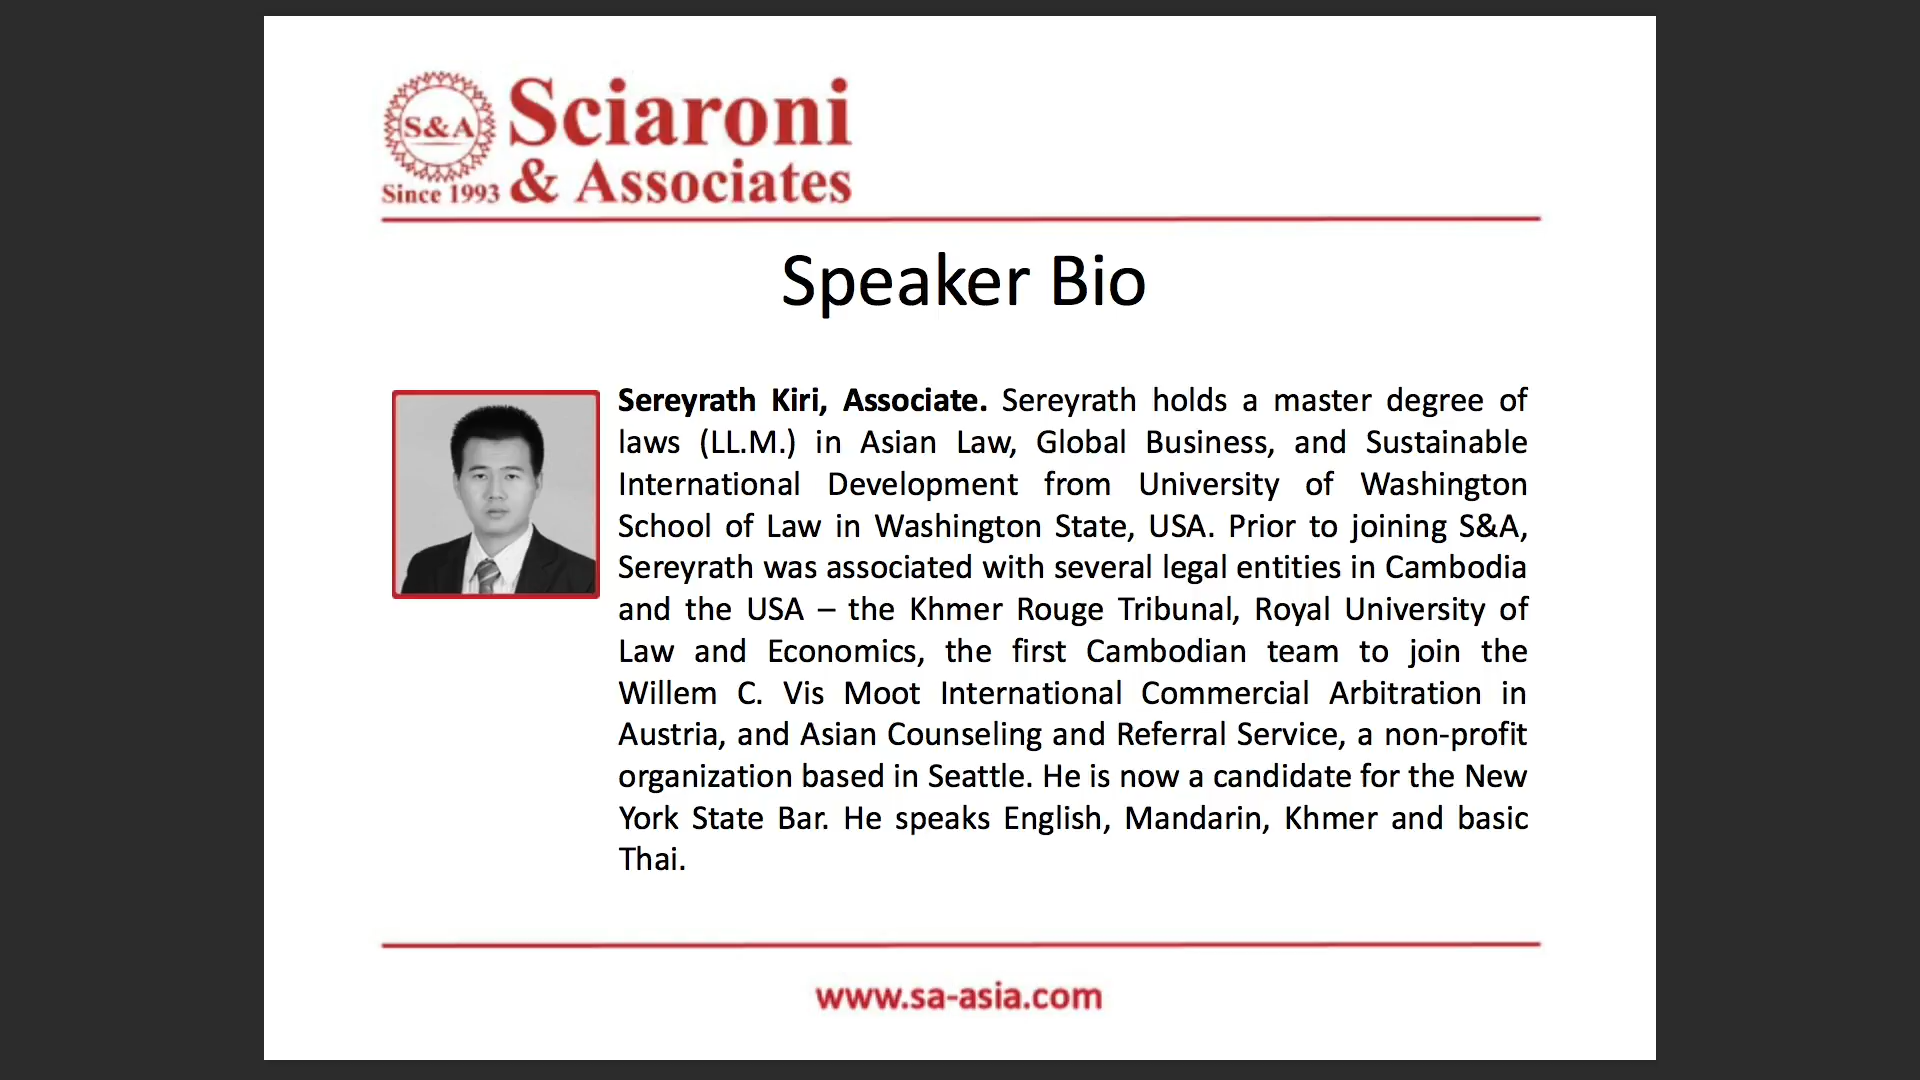 S&A
Since 1993
Sciaroni
& Associates
Speaker Bio
Sereyrath Kiri, Associate. Sereyrath holds a master degree of
laws (LL.M.) in Asian Law, Global Business, and Sustainable
International Development from University of Washington
School of Law in Washington State, USA. Prior to joining S&A,
Sereyrath was associated with several legal entities in Cambodia
and the USA – the Khmer Rouge Tribunal, Royal University of
Law and Economics, the first Cambodian team to join the
Willem C. Vis Moot International Commercial Arbitration in
Austria, and Asian Counseling and Referral Service, a non-profit
organization based in Seattle. He is now a candidate for the New
York State Bar. He speaks English, Mandarin, Khmer and basic
Thai.
www.sa-asia.com